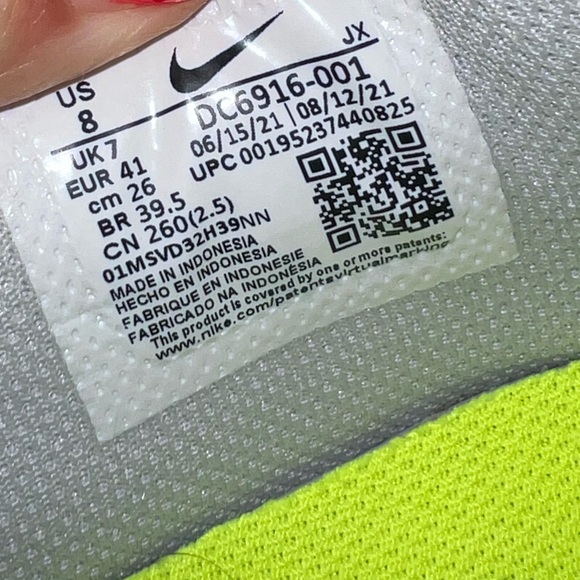 JX
US
8
DC6916-001
UK 7
06/15/21 | 08/12/21
EUR 41
UPC 00195237440825
cm 26
BR 39.5
CN 260(2.5)
01MSVD32H39NN
MADE IN INDONESIA
HECHO EN INDONESIA
FABRIQUE EN INDONESIE
FABRICADO NA INDONÉSIA
This product is covered by one or more patents:
www.nike.com/patentsvirtualmarking